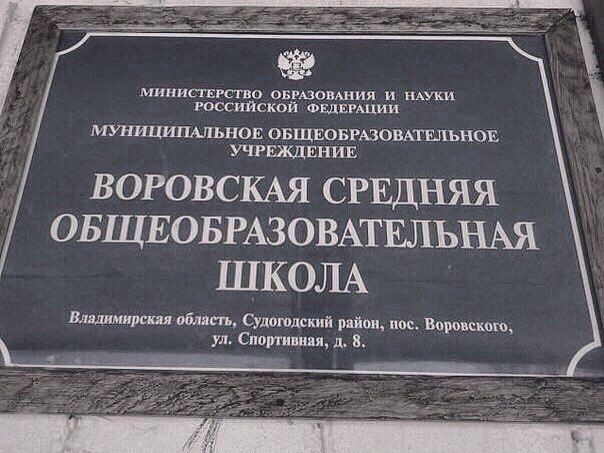 МИНИСТЕРСТВО ОБРАЗОВАНИЯ И НАУКИ
РОССИЙСКОЙ ФЕДЕРАЦИИ
МУНИЦИПАЛЬНОЕ ОБЩЕОБРАЗОВАТЕЛЬНОЕ
УЧРЕЖДЕНИЕ
ВОРОВСКАЯ СРЕДНЯЯ
ОБЩЕОБРАЗОВАТЕЛЬНАЯ
ШКОЛА
Владимирская область, Судогодский район, пос. Воровского,
ул. Спортивная, д. 8.